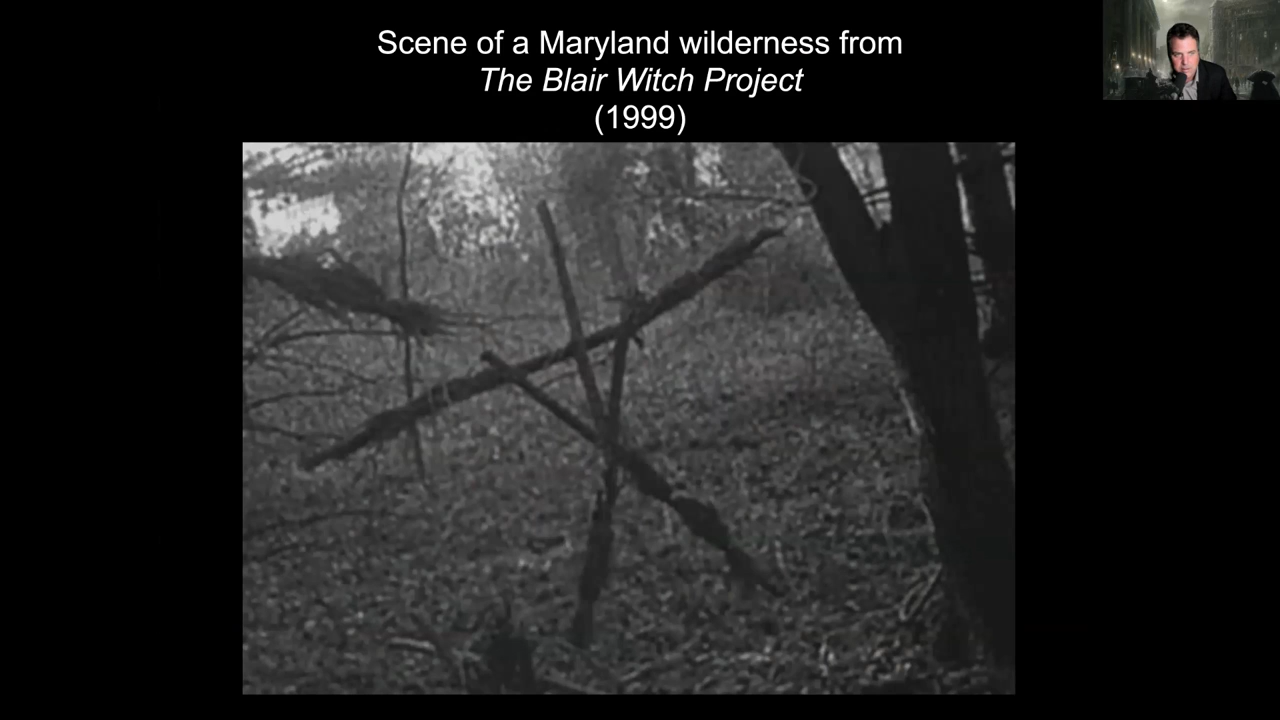 Scene of a Maryland wilderness from
The Blair Witch Project
(1999)